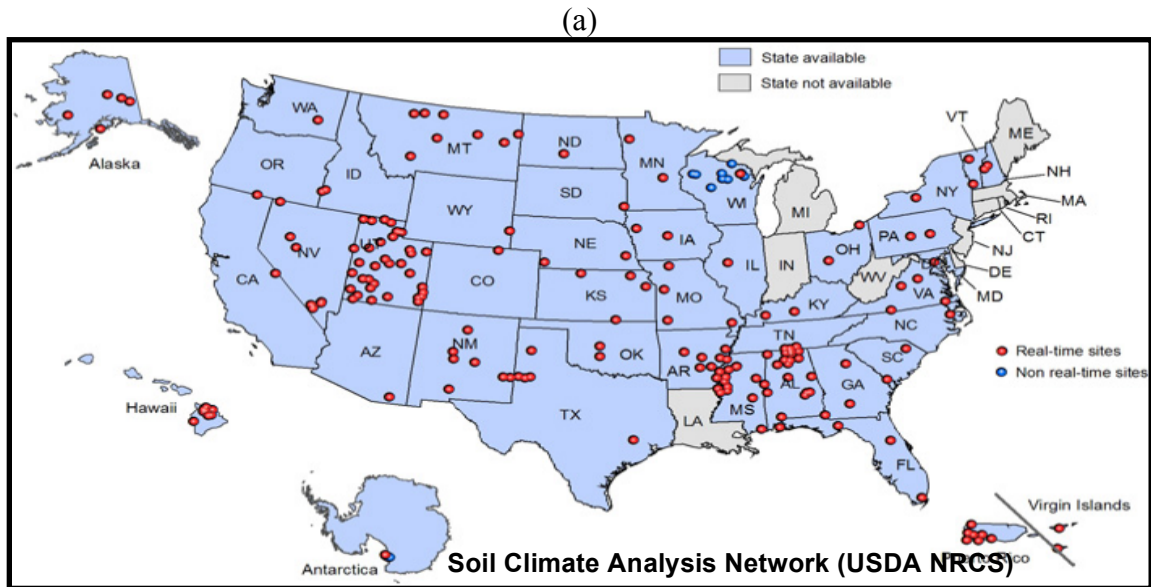 (a)
State available
State not available
WA
MT
ND
MN
VT
ME
Alaska
OR
ID
SD
WI
MI
NY
NH
MA
RI
CT
WY
NV
UT
NE
IA
IL
IN
OH
PA
NJ
DE
MD
WV
VA
CA
CO
KS
MO
KY
NC
AZ
NM
OK
AR
TN
SC
Real-time sites
Non real-time sites
Hawaii
TX
LA
MS
AL
GA
FL
Virgin Islands
Puerto Rico
Antarctica
Soil Climate Analysis Network (USDA NRCS)